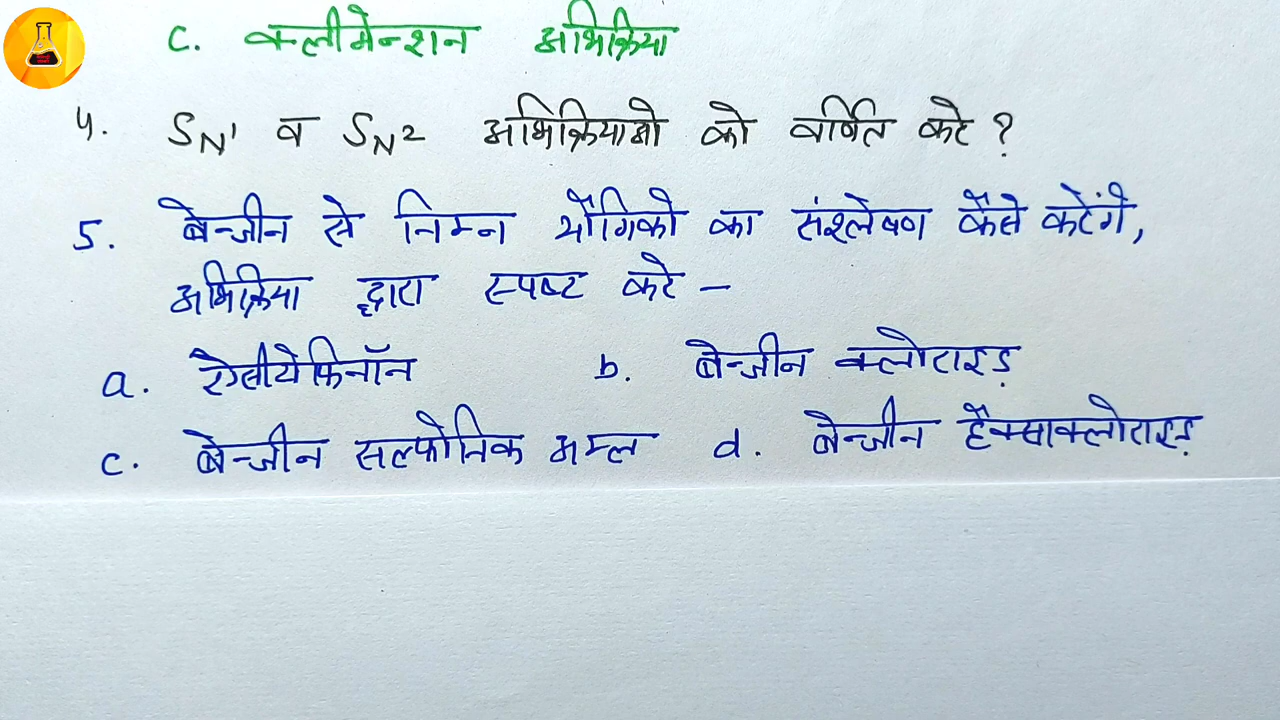 C. क्लीमेन्शन अभिक्रिया
4. SN1 व SN2 अभिक्रियाओ को वर्णित करे ?
5. बेन्जीन से निम्न यौगिको का संश्लेषण कैसे करेंगे,
अभिक्रिया द्वारा स्पष्ट करे –
a. ऐसीटोफिनॉन b. बेन्जीन क्लोराइड
c. बेन्जीन सल्फोनिक अम्ल d. बेन्जीन हैक्साक्लोराइड